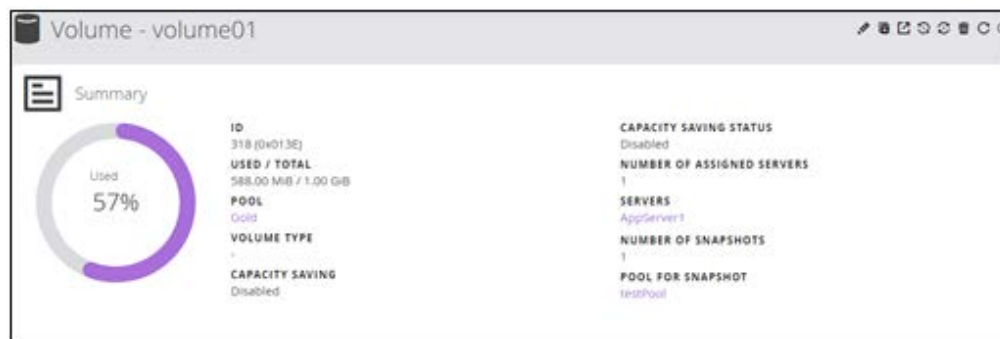 Volume - volume01
Summary
Used
57%
ID
318 (0x013E)
USED / TOTAL
588.00 MiB / 1.00 GiB
POOL
Gold
VOLUME TYPE
-
CAPACITY SAVING
Disabled
CAPACITY SAVING STATUS
Disabled
NUMBER OF ASSIGNED SERVERS
1
SERVERS
AppServer1
NUMBER OF SNAPSHOTS
1
POOL FOR SNAPSHOT
testPool